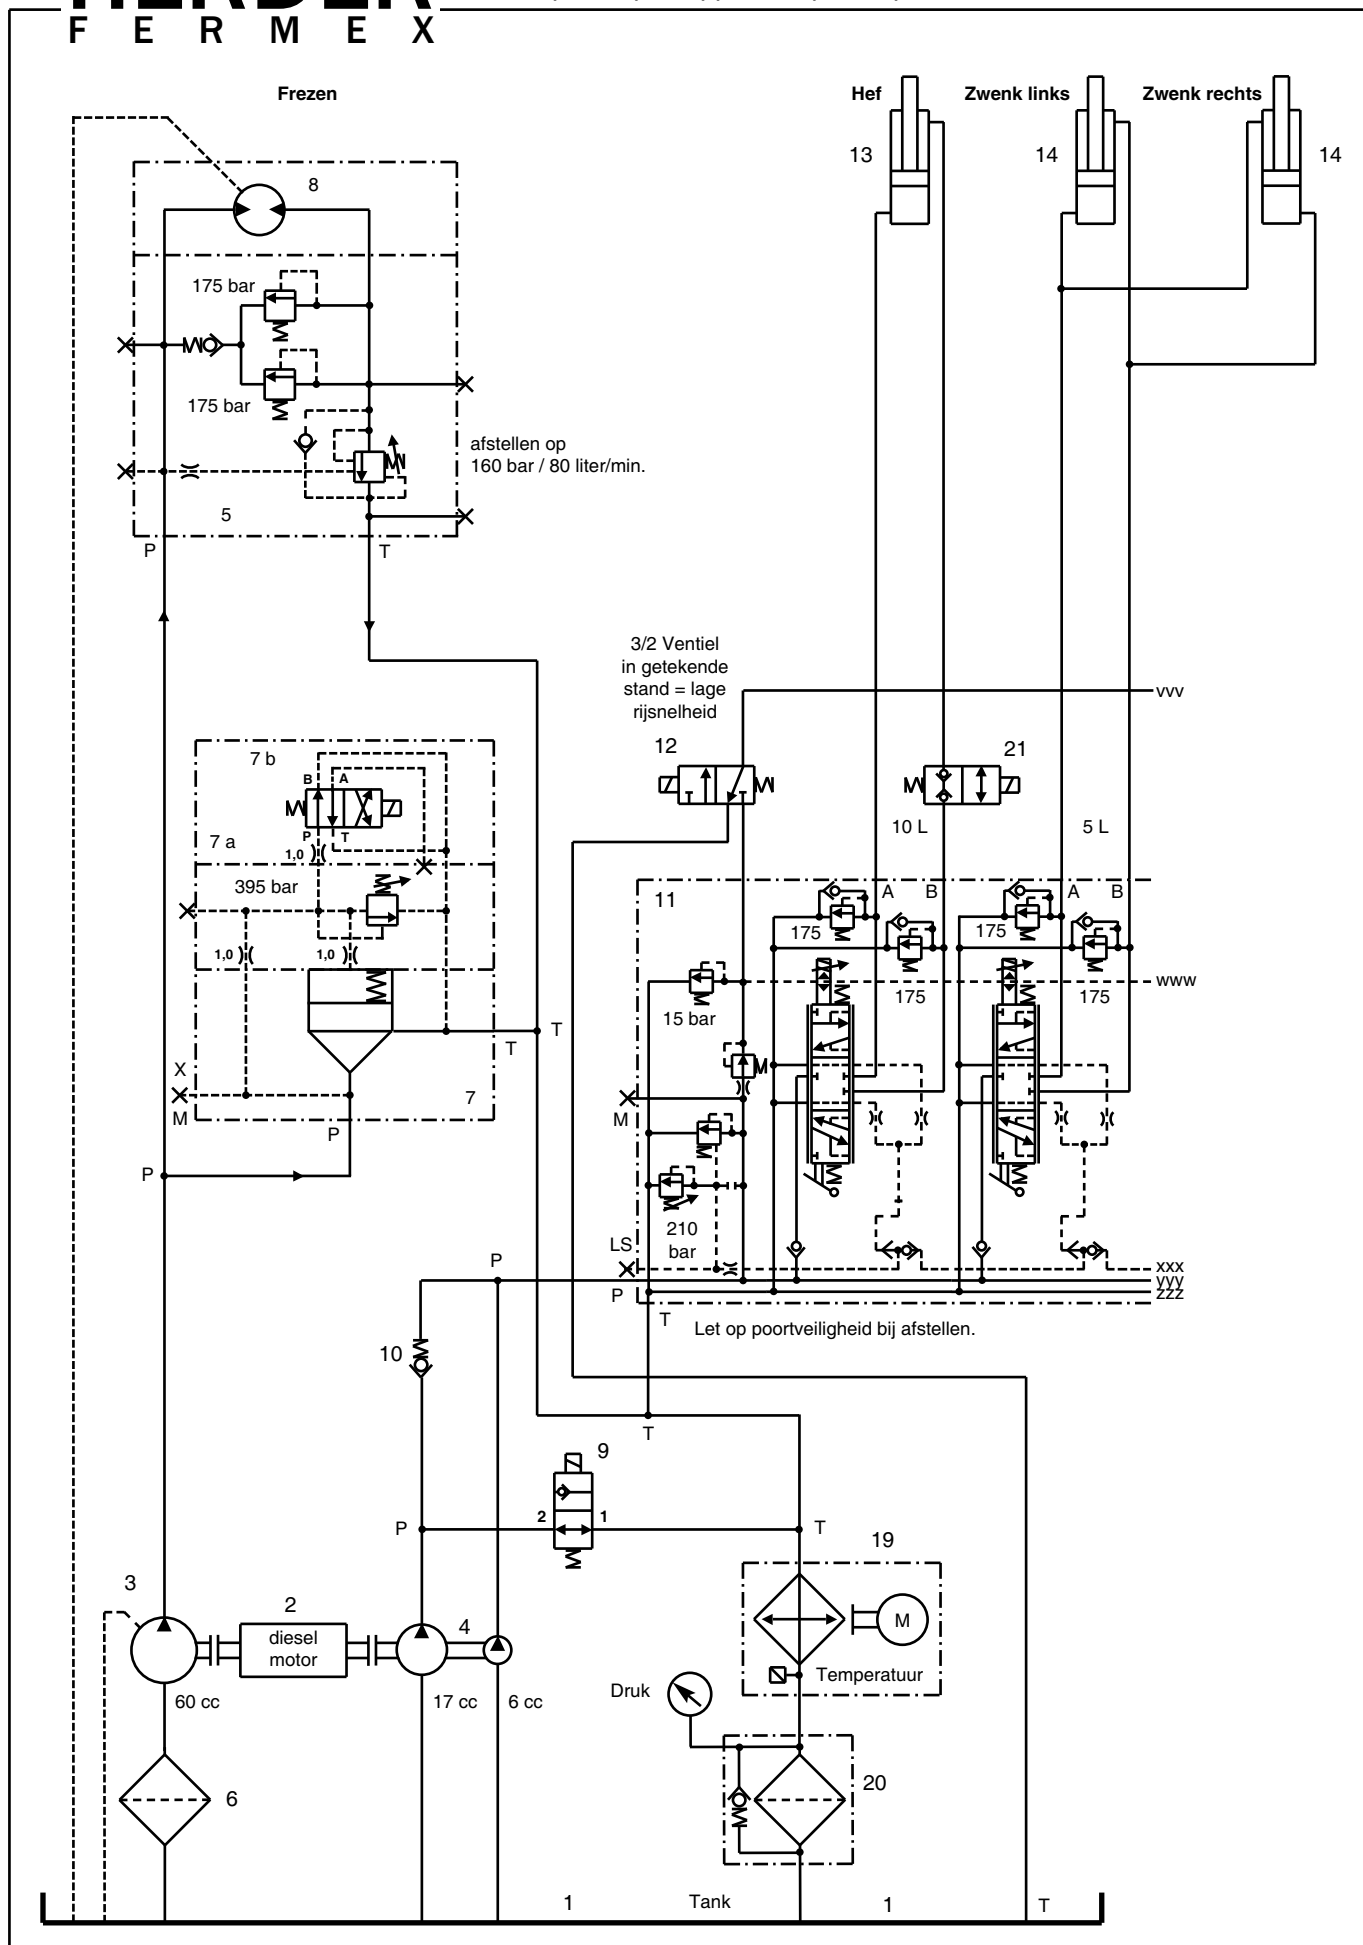 FERMEX
Frezen
Hef
Zwenk links
Zwenk rechts
8
13
14
14
175 bar
175 bar
afstellen op
160 bar / 80 liter/min.
5
P
T
3/2 Ventiel
in getekende
stand = lage
rijsnelheid
vvv
7 b
12
21
B
A
P
T
7 a
1,0
10 L
5 L
395 bar
11
A
B
A
B
175
175
1,0
1,0
www
175
175
15 bar
T
T
X
M
7
M
P
P
210
bar
LS
P
xxx
yyy
zzz
P
T
Let op poortveiligheid bij afstellen.
10
T
9
P
2
1
T
19
3
2
diesel
motor
4
M
Temperatuur
60 cc
17 cc
6 cc
Druk
6
20
1
Tank
1
T